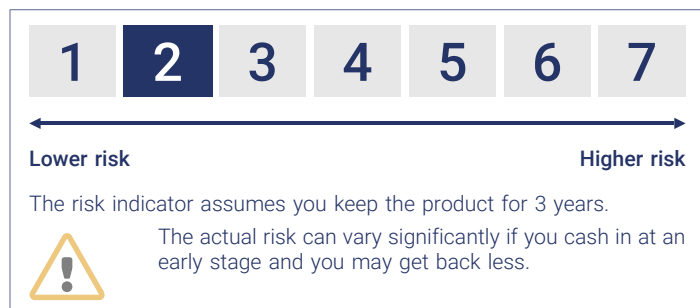 1 2 3 4 5 6 7
Lower risk Higher risk
The risk indicator assumes you keep the product for 3 years.
The actual risk can vary significantly if you cash in at an
early stage and you may get back less.